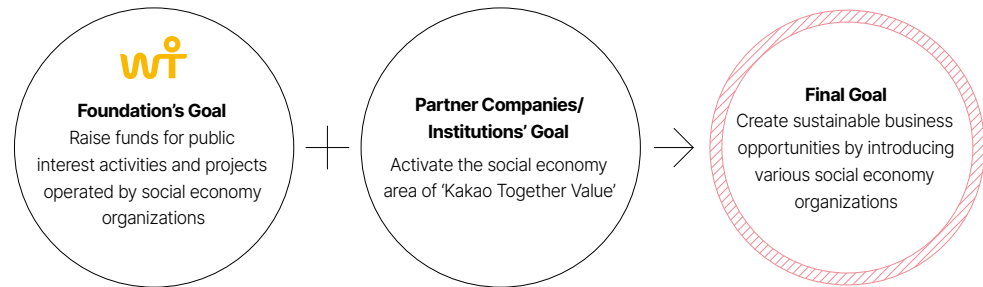 WT
Foundation's Goal
Raise funds for public
interest activities and projects
operated by social economy
organizations
Partner Companies/
Institutions' Goal
Activate the social economy
area of 'Kakao Together Value'
Final Goal
Create sustainable business
opportunities by introducing
various social economy
organizations